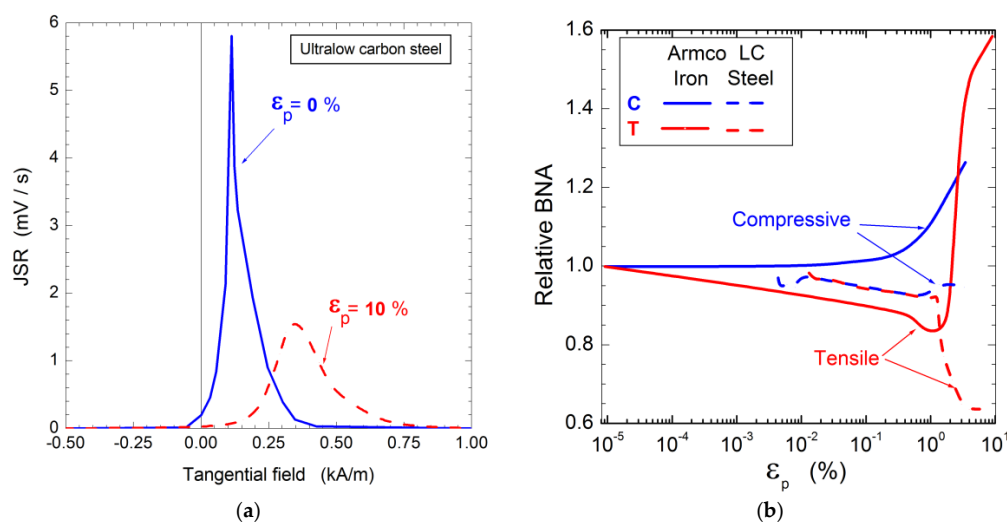 6
5
4
3
2
1
0
JSR (mV / s)
Ultralow carbon steel
εp= 0 %
εp= 10 %
-0.50 -0.25 0.00 0.25 0.50 0.75 1.00
Tangential field (kA/m)
(a)
1.6
1.4
1.2
1.0
0.8
0.6
Relative BNA
Armco LC
Iron Steel
C
T
Compressive
Tensile
10-5 10-4 10-3 10-2 10-1 100 101
εp (%)
(b)